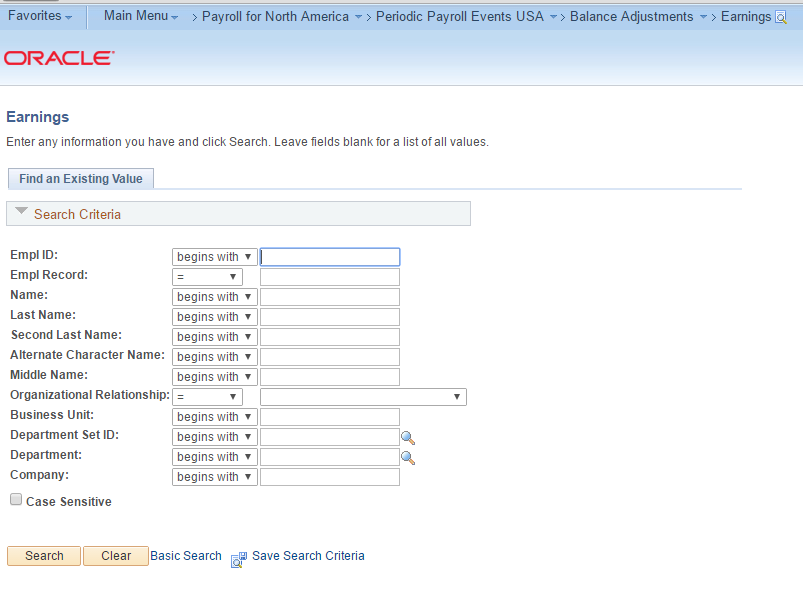 Favorites Main Menu > Payroll for North America > Periodic Payroll Events USA > Balance Adjustments > Earnings
ORACLE
Earnings
Enter any information you have and click Search. Leave fields blank for a list of all values.
Find an Existing Value
Search Criteria
Empl ID: begins with
Empl Record: =
Name: begins with
Last Name: begins with
Second Last Name: begins with
Alternate Character Name: begins with
Middle Name: begins with
Organizational Relationship: =
Business Unit: begins with
Department Set ID: begins with
Department: begins with
Company: begins with
Case Sensitive
Search Clear Basic Search Save Search Criteria